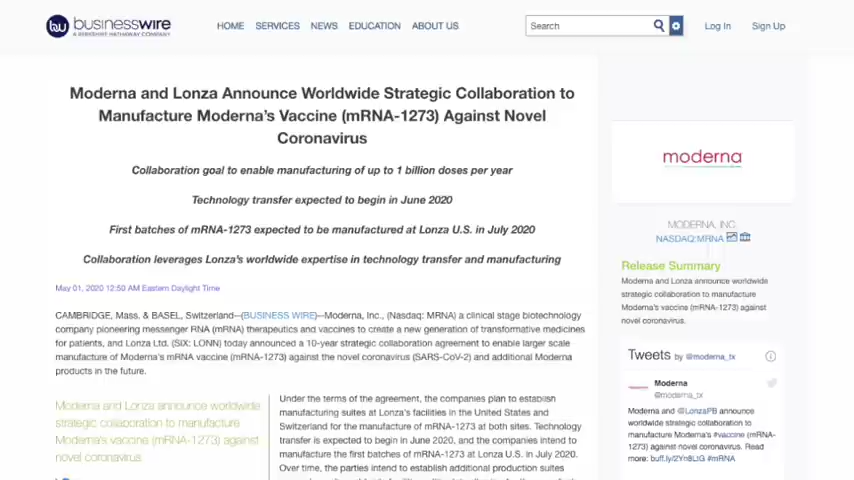 businesswire
A BERKSHIRE HATHAWAY COMPANY
HOME SERVICES NEWS EDUCATION ABOUT US
Search
Log In Sign Up
Moderna and Lonza Announce Worldwide Strategic Collaboration to
Manufacture Moderna's Vaccine (mRNA-1273) Against Novel
Coronavirus
Collaboration goal to enable manufacturing of up to 1 billion doses per year
Technology transfer expected to begin in June 2020
First batches of mRNA-1273 expected to be manufactured at Lonza U.S. in July 2020
Collaboration leverages Lonza's worldwide expertise in technology transfer and manufacturing
May 01, 2020 12:50 AM Eastern Daylight Time
CAMBRIDGE, Mass. & BASEL, Switzerland--(BUSINESS WIRE)--Moderna, Inc., (Nasdaq: MRNA) a clinical stage biotechnology
company pioneering messenger RNA (mRNA) therapeutics and vaccines to create a new generation of transformative medicines
for patients, and Lonza Ltd. (SIX: LONN) today announced a 10-year strategic collaboration agreement to enable larger scale
manufacture of Moderna's mRNA vaccine (mRNA-1273) against the novel coronavirus (SARS-CoV-2) and additional Moderna
products in the future.
Moderna and Lonza announce worldwide
strategic collaboration to manufacture
Moderna's vaccine (mRNA-1273) against
novel coronavirus.
Under the terms of the agreement, the companies plan to establish
manufacturing suites at Lonza's facilities in the United States and
Switzerland for the manufacture of mRNA-1273 at both sites. Technology
transfer is expected to begin in June 2020, and the companies intend to
manufacture the first batches of mRNA-1273 at Lonza U.S. in July 2020.
Over time, the parties intend to establish additional production suites
moderna
MODERNA, INC.
NASDAQ:MRNA
Release Summary
Moderna and Lonza announce worldwide
strategic collaboration to manufacture
Moderna's vaccine (mRNA-1273) against
novel coronavirus.
Tweets by @moderna_tx
Moderna
@moderna_tx
Moderna and @LonzaPB announce
worldwide strategic collaboration to
manufacture Moderna's #vaccine (mRNA-
1273) against novel coronavirus. Read
more: buff.ly/2Yn8LtG #mRNA